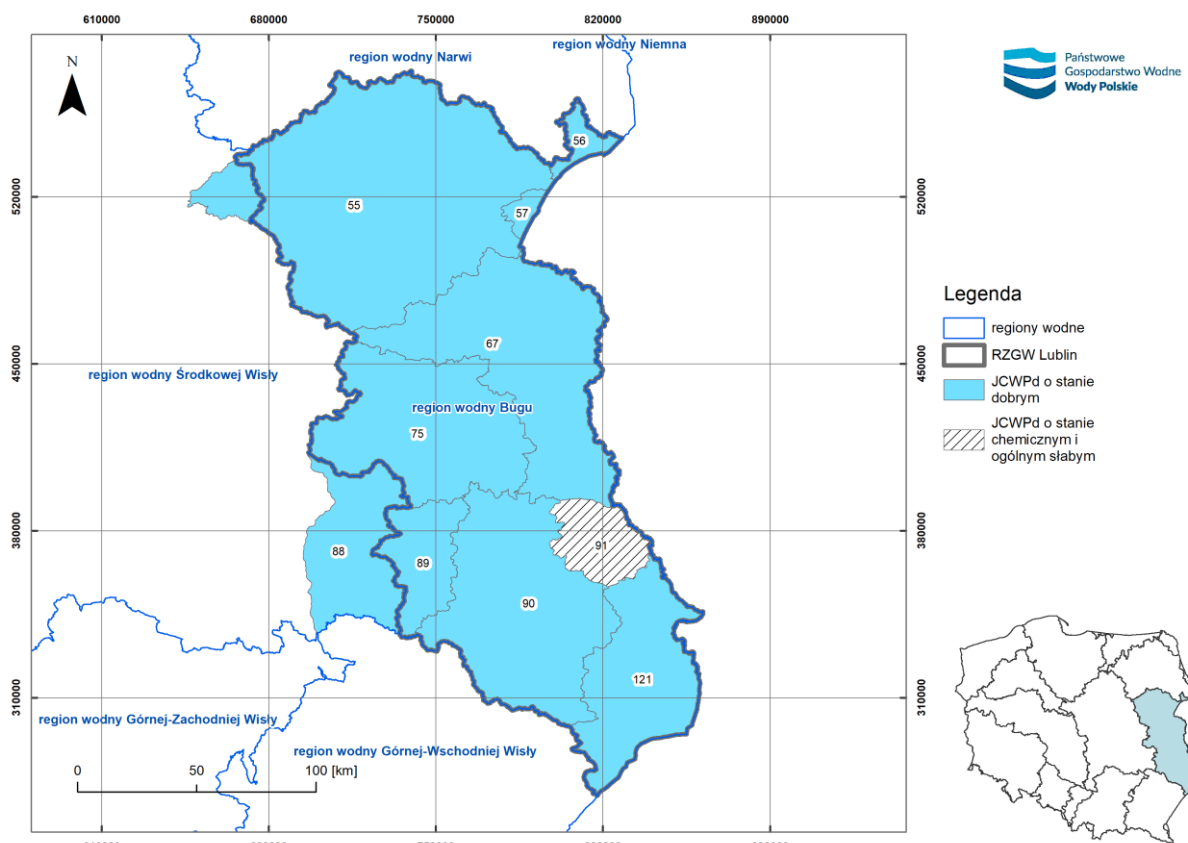 610000 680000 750000 820000 890000
region wodny Niemna
region wodny Narwi
N
56
520000 520000
55
57
67
450000 450000
region wodny Środkowej Wisły
region wodny Bugu
75
380000 380000
91
88
89
90
121
310000 310000
region wodny Górnej-Zachodniej Wisły
region wodny Górnej-Wschodniej Wisły
0 50 100 [km]
Państwowe
Gospodarstwo Wodne
Wody Polskie
Legenda
regiony wodne
RZGW Lublin
JCWPd o stanie
dobrym
JCWPd o stanie
chemicznym i
ogólnym słabym